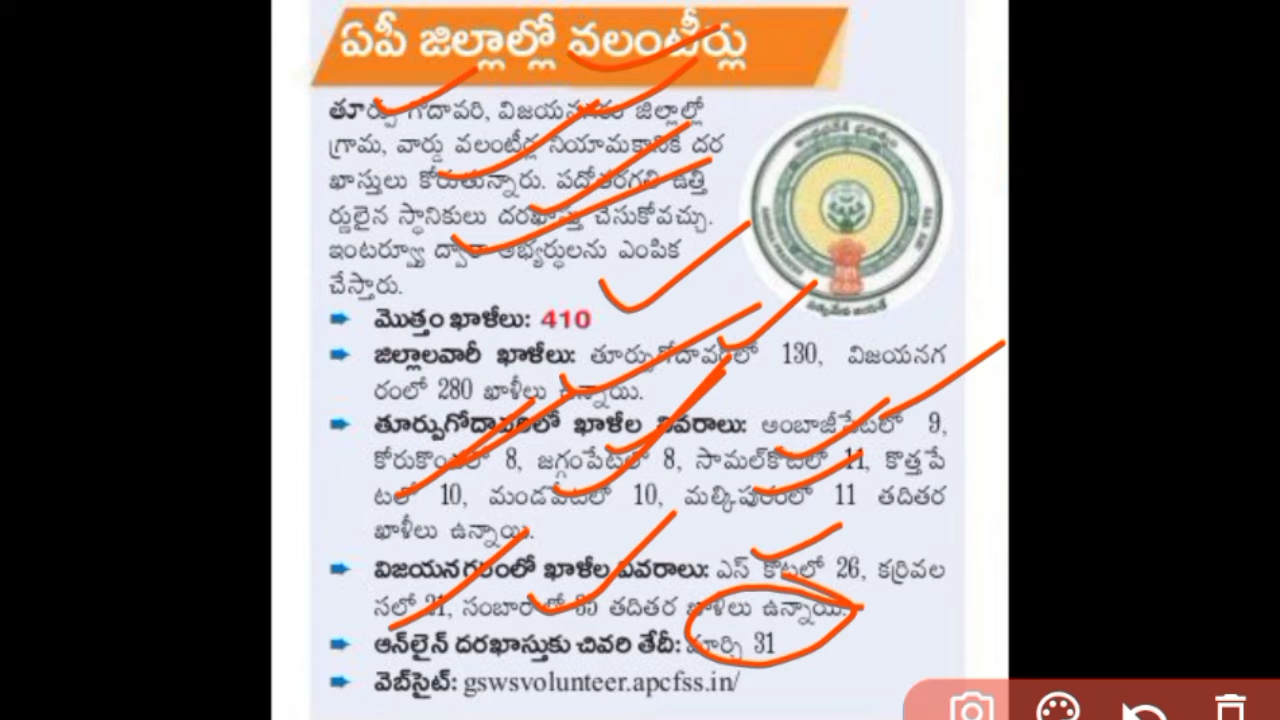 ఏపీ జిల్లాల్లో వలంటీర్లు
తూర్పు గోదావరి, విజయనగరం జిల్లాల్లో
గ్రామ, వార్డు వలంటీర్ల నియామకానికి దర
ఖాస్తులు కోరుతున్నారు. పదోతరగతి ఉత్తీ
ర్ణులైన స్థానికులు దరఖాస్తు చేసుకోవచ్చు.
ఇంటర్వ్యూ ద్వారా అభ్యర్థులను ఎంపిక
చేస్తారు.
మొత్తం ఖాళీలు: 410
జిల్లాలవారీ ఖాళీలు: తూర్పుగోదావరిలో 130, విజయనగ
రంలో 280 ఖాళీలు ఉన్నాయి.
తూర్పుగోదావరిలో ఖాళీల వివరాలు: అంబాజీపేటలో 9,
కోరుకొండలో 8, జగ్గంపేటలో 8, సామల్‌కోటలో 11, కొత్తపే
టలో 10, మండపేటలో 10, మల్కిపురంలో 11 తదితర
ఖాళీలు ఉన్నాయి.
విజయనగరంలో ఖాళీల వివరాలు: ఎస్ కోటలో 26, కర్రివల
సలో 21, సంబారాలో తదితర ఖాళీలు ఉన్నాయి.
ఆన్‌లైన్ దరఖాస్తుకు చివరి తేదీ: మార్చి 31
వెబ్‌సైట్: gswsvolunteer.apcfss.in/